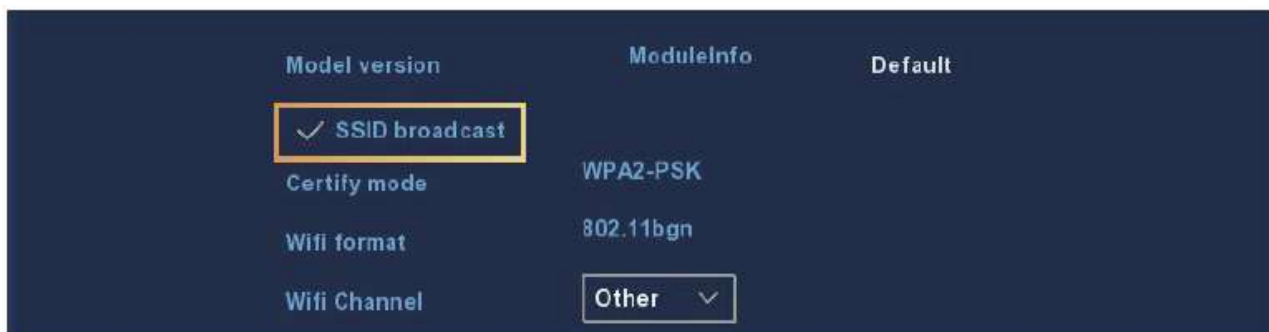 Model version ModuleInfo Default
SSID broadcast
Certify mode WPA2-PSK
Wifi format 802.11bgn
Wifi Channel Other